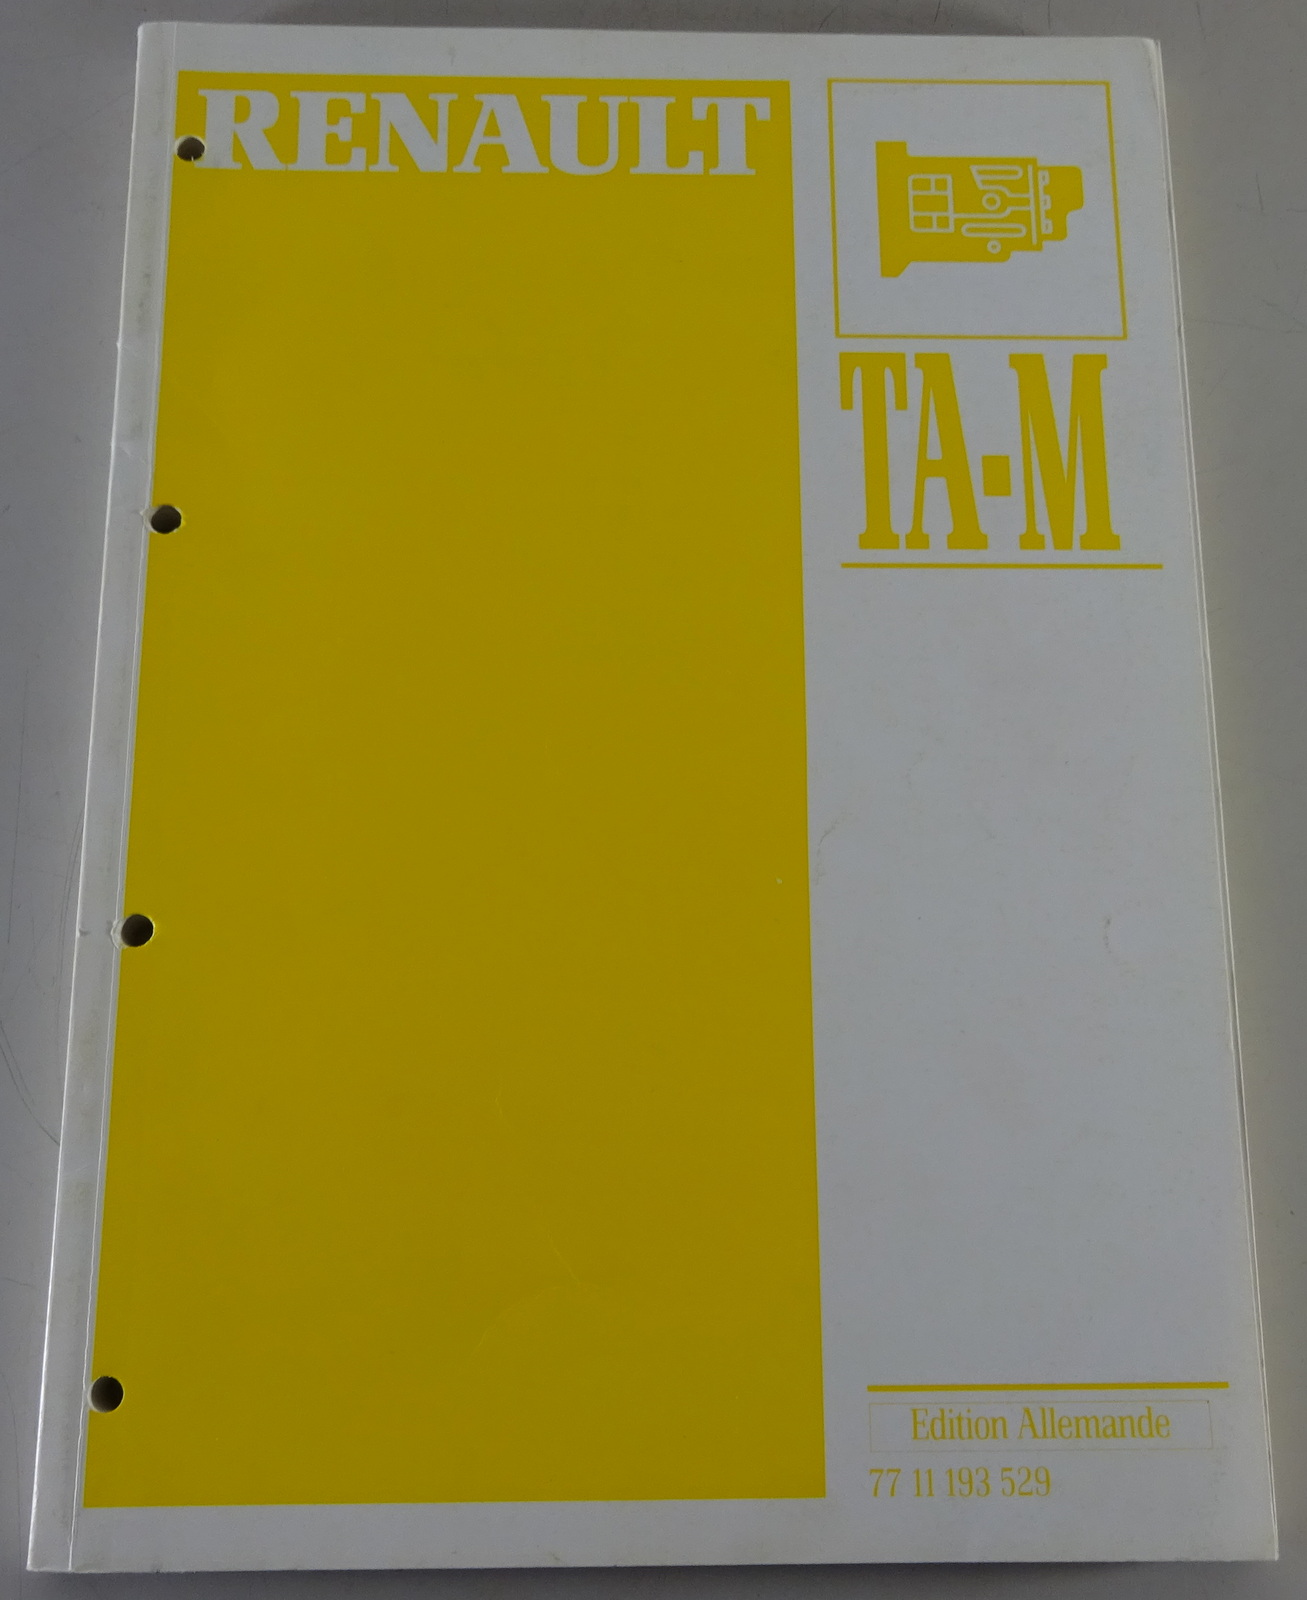 RENAULT
TA-M
Edition Allemande
77 11 193 529